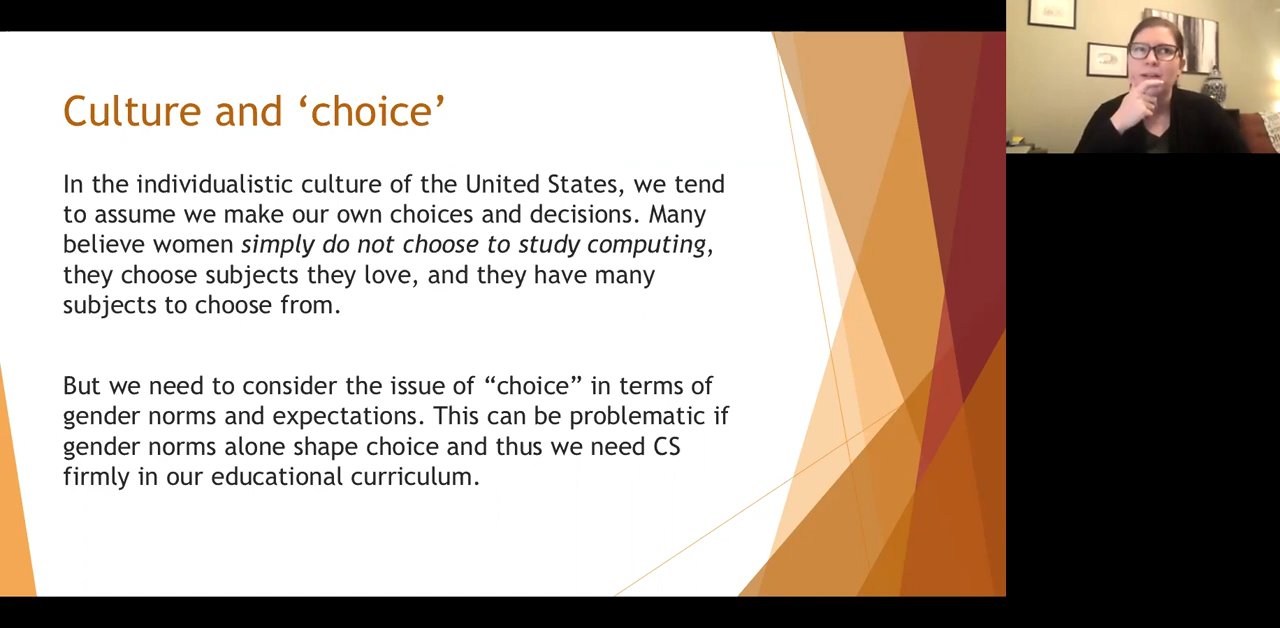 Culture and ‘choice’
In the individualistic culture of the United States, we tend
to assume we make our own choices and decisions. Many
believe women simply do not choose to study computing,
they choose subjects they love, and they have many
subjects to choose from.
But we need to consider the issue of “choice” in terms of
gender norms and expectations. This can be problematic if
gender norms alone shape choice and thus we need CS
firmly in our educational curriculum.